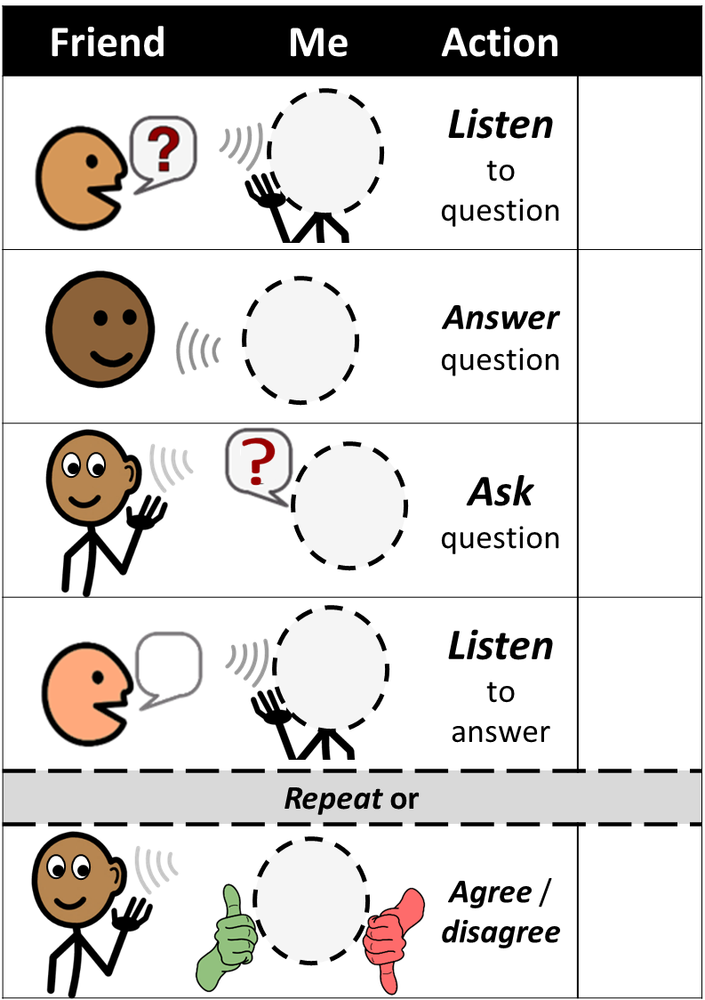 Friend Me Action
?
Listen
to
question
Answer
question
?
Ask
question
Listen
to
answer
Repeat or
Agree /
disagree